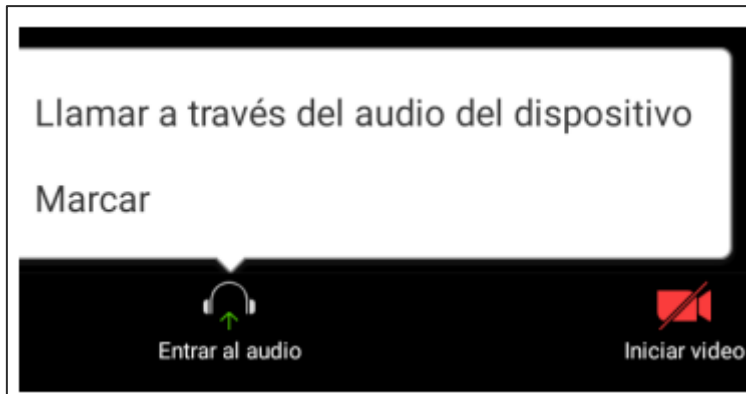 Llamar a través del audio del dispositivo
Marcar
Entrar al audio
Iniciar video